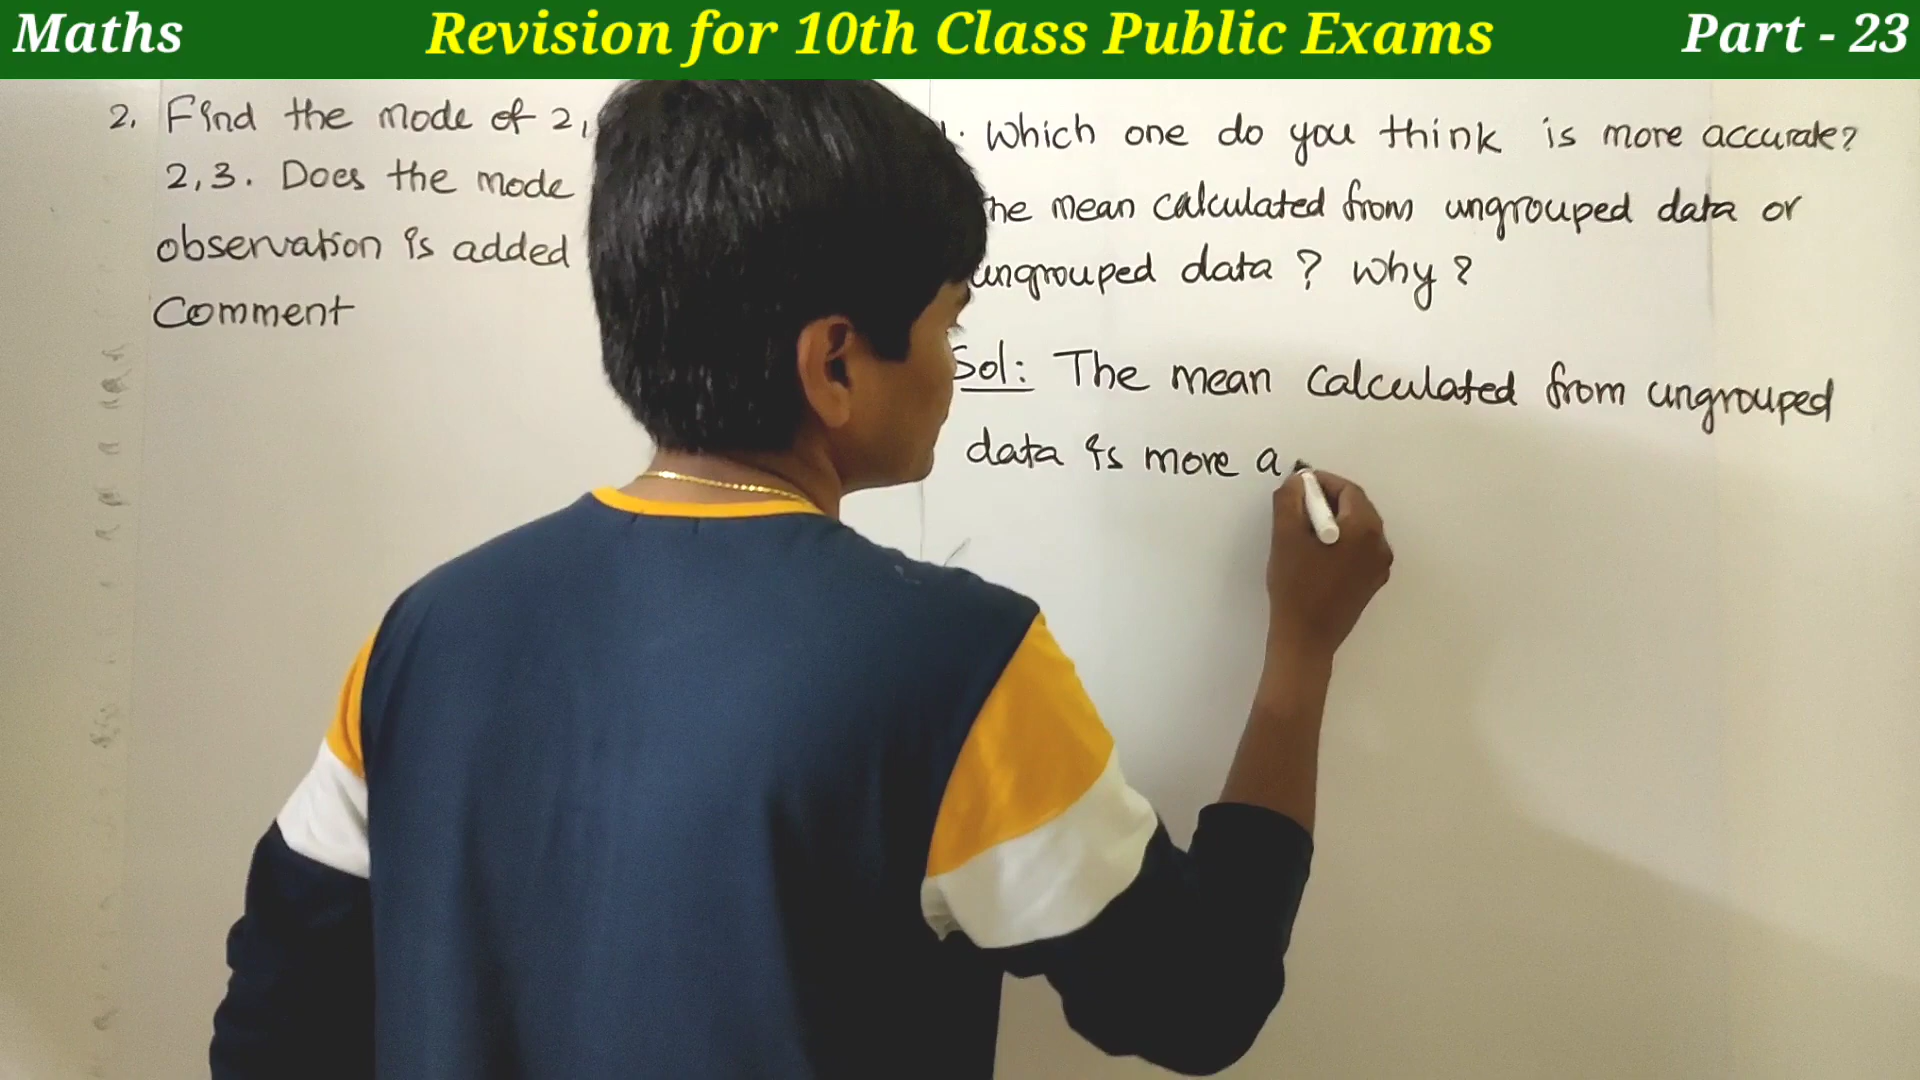 Maths Revision for 10th Class Public Exams Part - 23
2. Find the mode of 2,
2,3. Does the mode
observation is added
Comment
Which one do you think is more accurate?
he mean calculated from ungrouped data or
ungrouped data ? Why ?
Sol: The mean calculated from ungrouped
data is more a